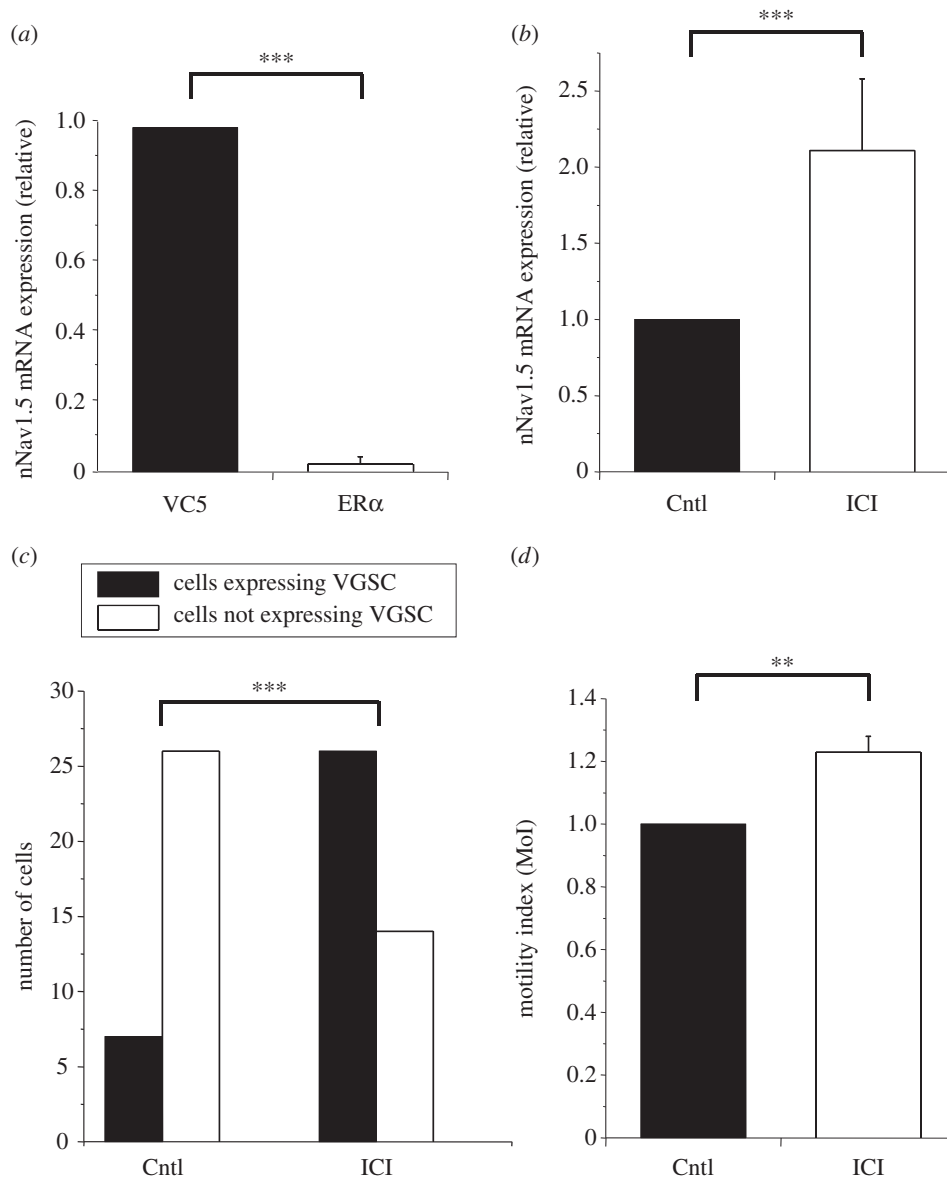 (a)
***
nNav1.5 mRNA expression (relative)
1.0
0.8
0.6
0.4
0.2
0
VC5
ERα
(b)
***
nNav1.5 mRNA expression (relative)
2.5
2.0
1.5
1.0
0.5
0
Cntl
ICI
(c)
cells expressing VGSC
cells not expressing VGSC
***
number of cells
30
25
20
15
10
5
0
Cntl
ICI
(d)
**
motility index (MoI)
1.4
1.2
1.0
0.8
0.6
0.4
0.2
0
Cntl
ICI